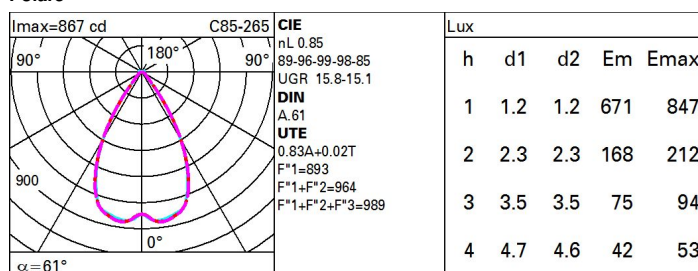 Imax=867 cd C85-265
90° 180° 90°
900
0°
α=61°
CIE
nL 0.85
89-96-99-98-85
UGR 15.8-15.1
DIN
A.61
UTE
0.83A+0.02T
F"1=893
F"1+F"2=964
F"1+F"2+F"3=989
Lux
h d1 d2 Em Emax
1 1.2 1.2 671 847
2 2.3 2.3 168 212
3 3.5 3.5 75 94
4 4.7 4.6 42 53